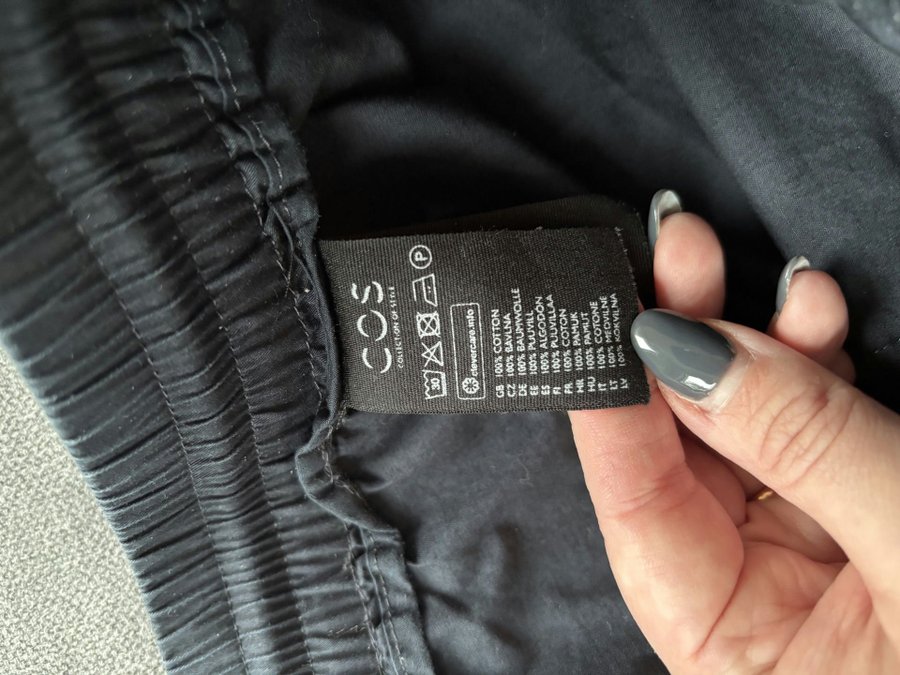 COS
COLLECTION OF STYLE
30
P
clevercare.info
GB 100% COTTON
CZ 100% BAVLNA
DE 100% BAUMWOLLE
EE 100% PUUVILL
ES 100% ALGODON
FI 100% PUUVILLAA
FR 100% COTON
HR 100% PAMUK
HU 100% PAMUT
IT 100% COTONE
LT 100% MEDVILNĖ
LV 100% KOKVILNA